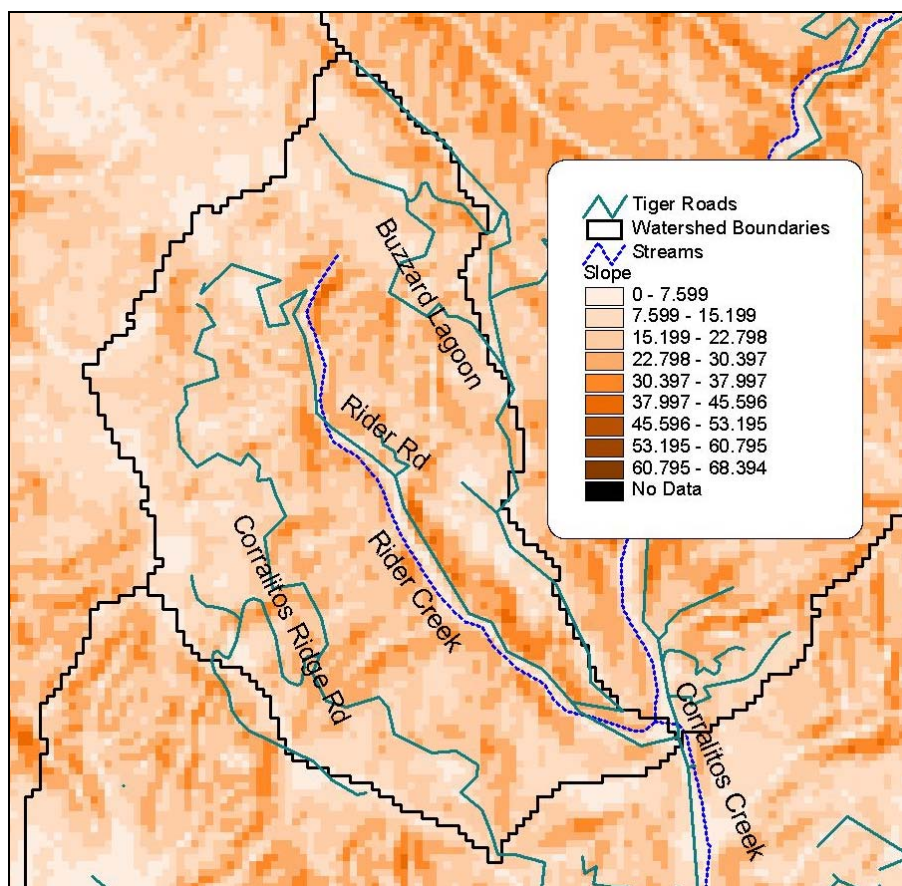 Tiger Roads
Watershed Boundaries
Streams
Slope
0 - 7.599
7.599 - 15.199
15.199 - 22.798
22.798 - 30.397
30.397 - 37.997
37.997 - 45.596
45.596 - 53.195
53.195 - 60.795
60.795 - 68.394
No Data
Buzzard Lagoon
Rider Rd
Rider Creek
Corralitos Ridge Rd
Corralitos Creek